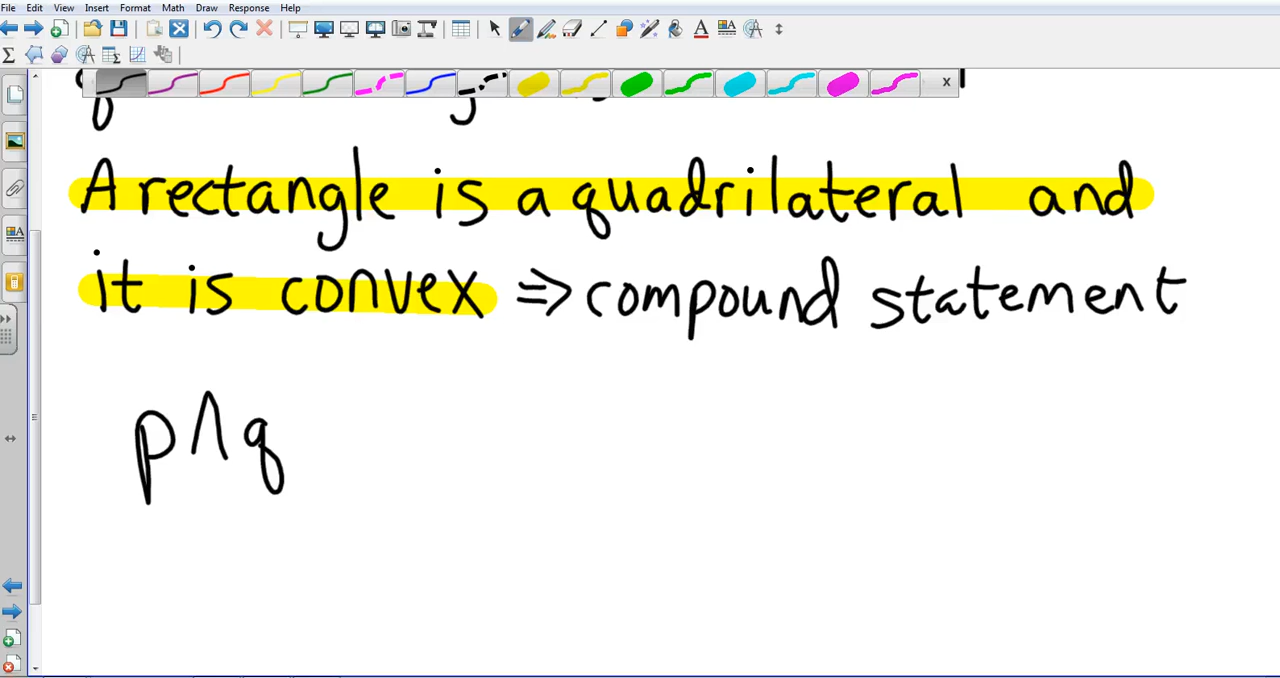 File Edit View Insert Format Math Draw Response Help
A rectangle is a quadrilateral and
it is convex ⇒ compound statement
p∧q